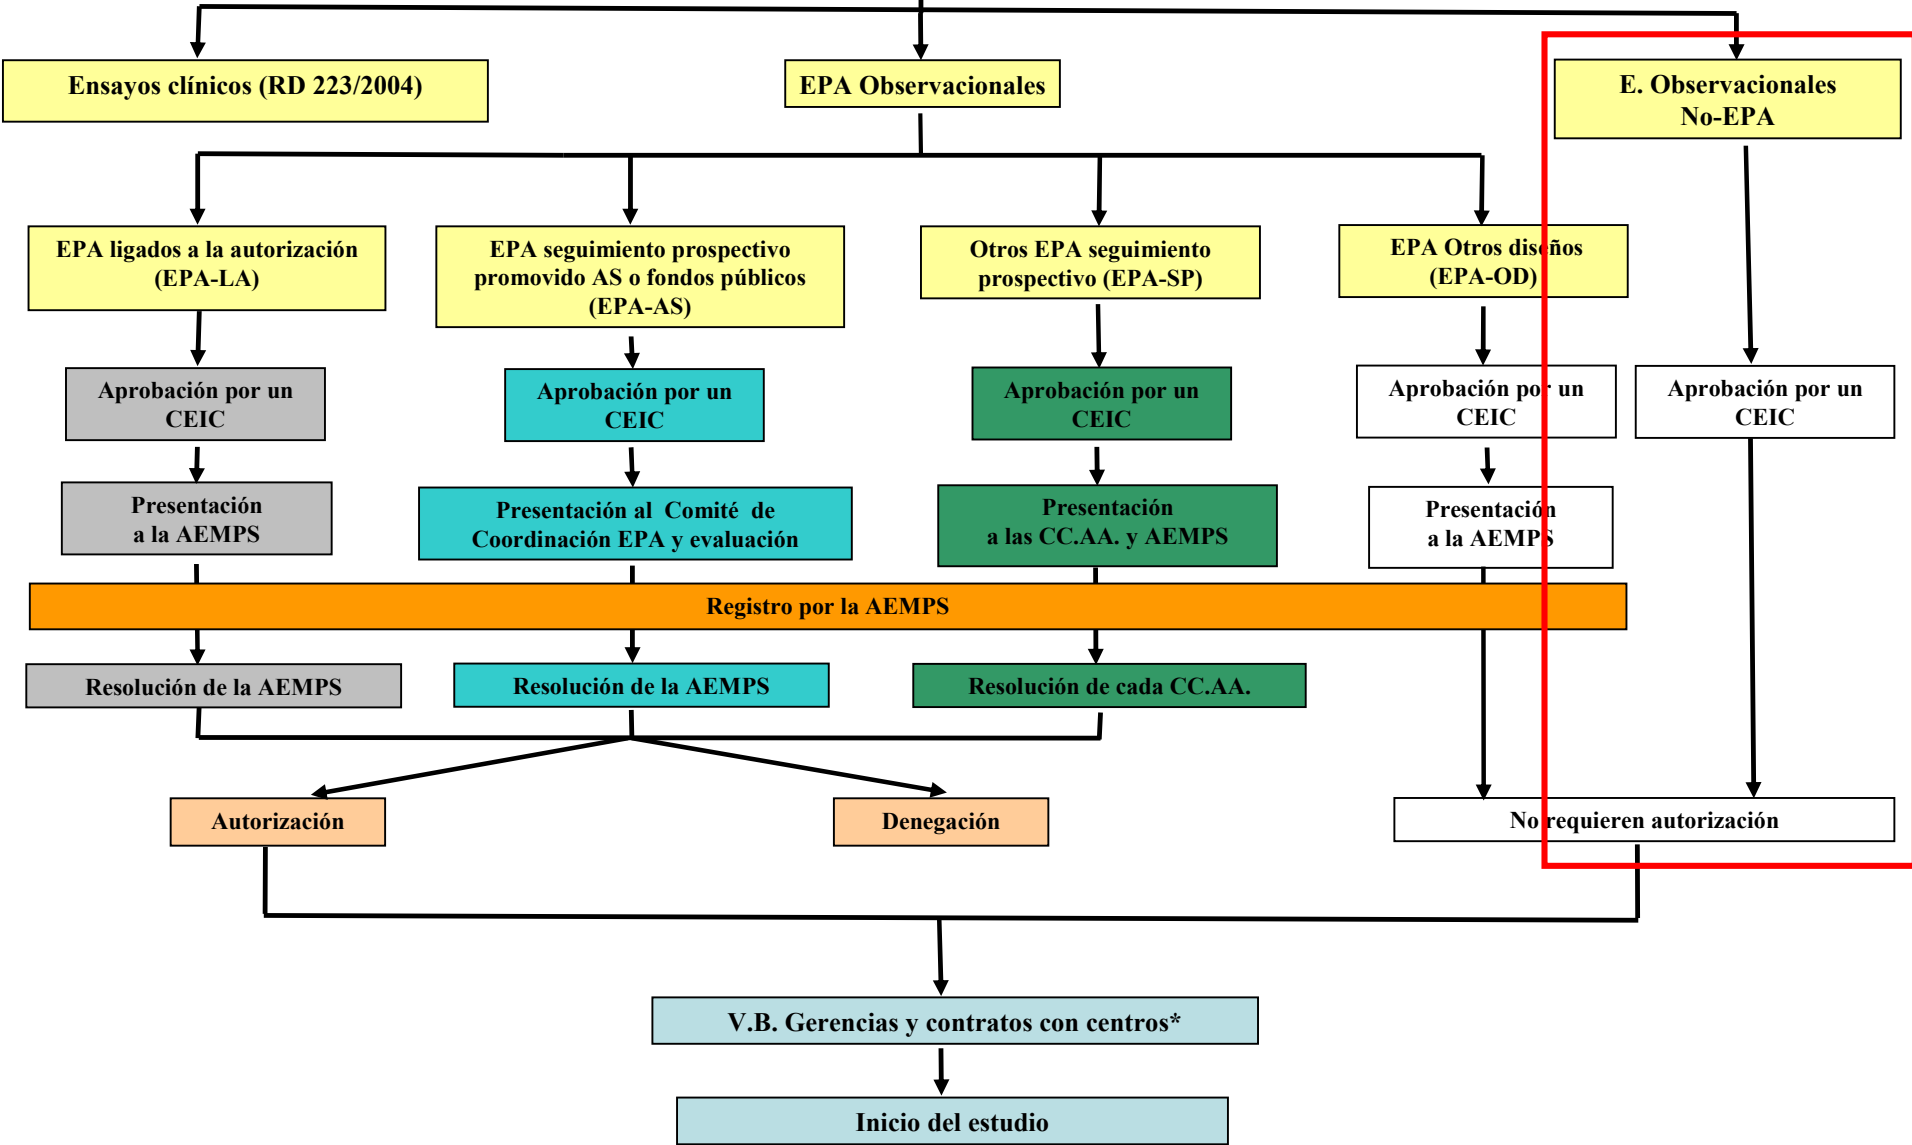 Ensayos clínicos (RD 223/2004)
EPA Observacionales
E. Observacionales
No-EPA
EPA ligados a la autorización
(EPA-LA)
EPA seguimiento prospectivo
promovido AS o fondos públicos
(EPA-AS)
Otros EPA seguimiento
prospectivo (EPA-SP)
EPA Otros diseños
(EPA-OD)
Aprobación por un
CEIC
Aprobación por un
CEIC
Aprobación por un
CEIC
Aprobación por un
CEIC
Aprobación por un
CEIC
Presentación
a la AEMPS
Presentación al Comité de
Coordinación EPA y evaluación
Presentación
a las CC.AA. y AEMPS
Presentación
a la AEMPS
Registro por la AEMPS
Resolución de la AEMPS
Resolución de la AEMPS
Resolución de cada CC.AA.
Autorización
Denegación
No requieren autorización
V.B. Gerencias y contratos con centros*
Inicio del estudio